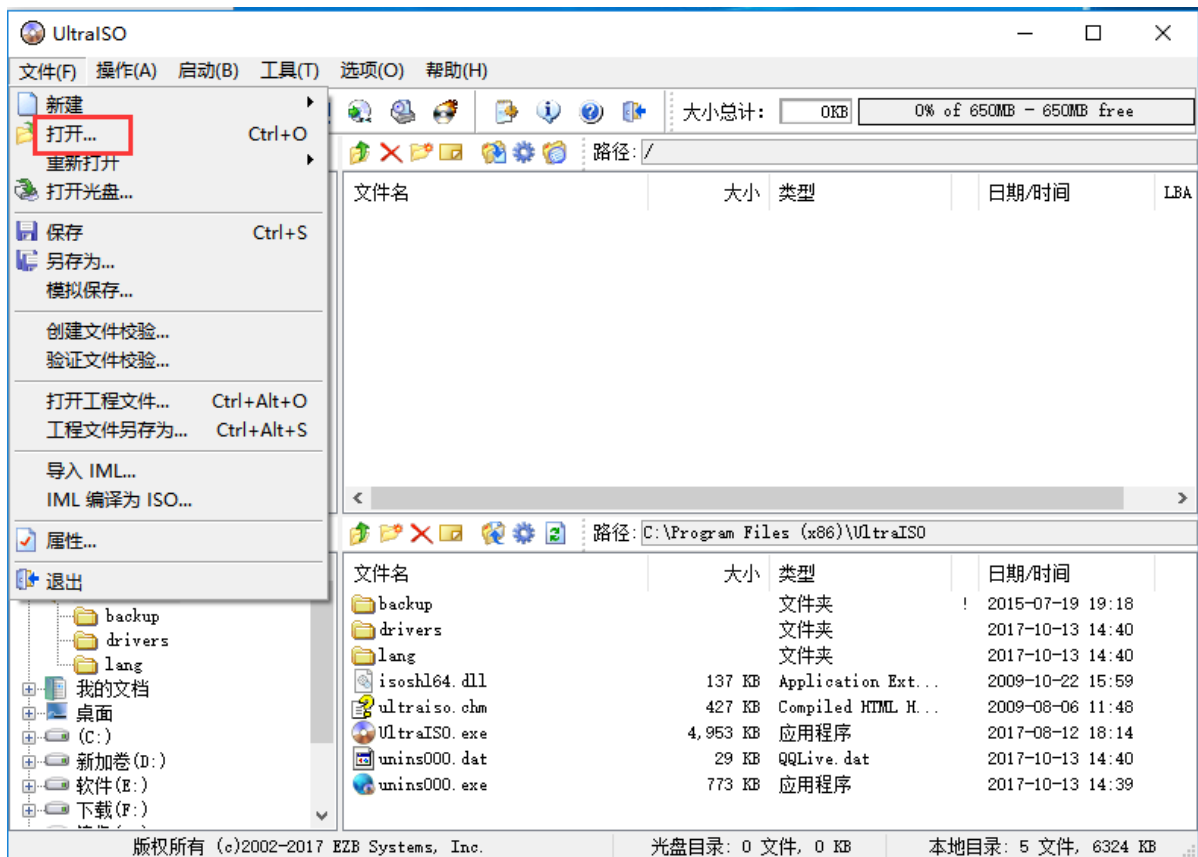 UltraISO
文件(F) 操作(A) 启动(B) 工具(T) 选项(O) 帮助(H)
新建
打开... Ctrl+O
重新打开
打开光盘...
保存 Ctrl+S
另存为...
模拟保存...
创建文件校验...
验证文件校验...
打开工程文件... Ctrl+Alt+O
工程文件另存为... Ctrl+Alt+S
导入 IML...
IML 编译为 ISO...
属性...
退出
大小总计: 0KB 0% of 650MB - 650MB free
路径: /
文件名 大小 类型 日期/时间 LBA
路径: C:\Program Files (x86)\UltraISO
文件名 大小 类型 日期/时间
backup 文件夹 ! 2015-07-19 19:18
drivers 文件夹 2017-10-13 14:40
lang 文件夹 2017-10-13 14:40
isoshl64.dll 137 KB Application Ext... 2009-10-22 15:59
ultraiso.chm 427 KB Compiled HTML H... 2009-08-06 11:48
UltraISO.exe 4,953 KB 应用程序 2017-08-12 18:14
unins000.dat 29 KB QQLive.dat 2017-10-13 14:40
unins000.exe 773 KB 应用程序 2017-10-13 14:39
backup
drivers
lang
我的文档
桌面
(C:)
新加卷(D:)
软件(E:)
下载(F:)
版权所有 (c)2002-2017 EZB Systems, Inc. 光盘目录: 0 文件, 0 KB 本地目录: 5 文件, 6324 KB